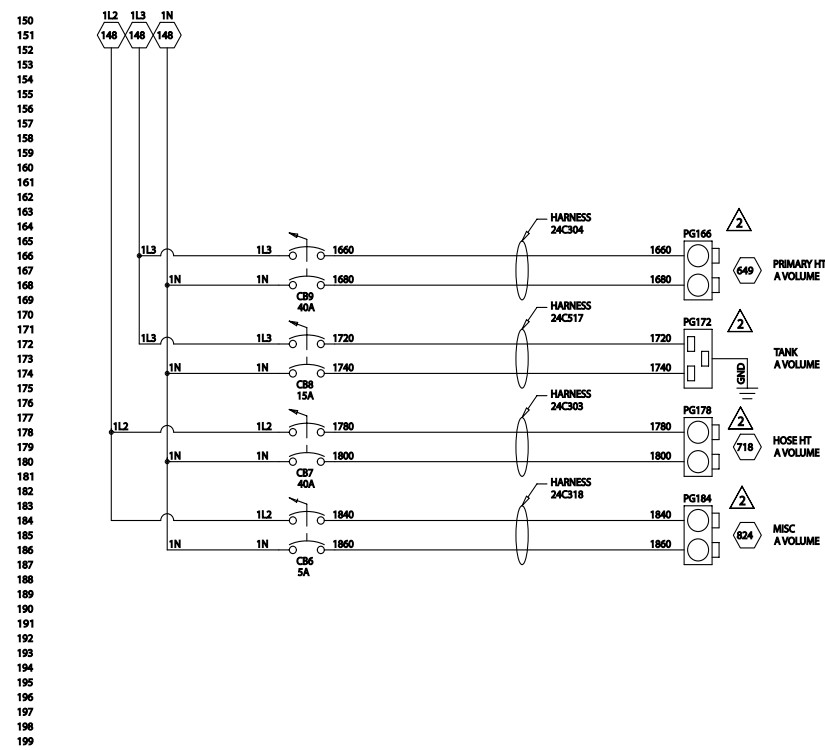 150 1L2 1L3 1N
151 148 148 148
152
153
154
155
156
157
158
159
160
161
162
163 HARNESS
164 24C304 2
165 PG166
166 1L3 1L3 1660 1660
167 649 PRIMARY HT
168 1N 1N 1680 1680 A VOLUME
169 CB9 HARNESS
170 40A 24C517
171 PG172 2
172 1L3 1L3 1720 1720
173 TANK
174 1N 1N 1740 1740 GND A VOLUME
175 CB8 HARNESS
176 15A 24C303
177 PG178 2
178 1L2 1L2 1780 1780
179 718 HOSE HT
180 1N 1N 1800 1800 A VOLUME
181 CB7 HARNESS
182 40A 24C318
183 PG184 2
184 1L2 1840 1840
185 824 MISC
186 1N 1N 1860 1860 A VOLUME
187 CB6
188 5A
189
190
191
192
193
194
195
196
197
198
199